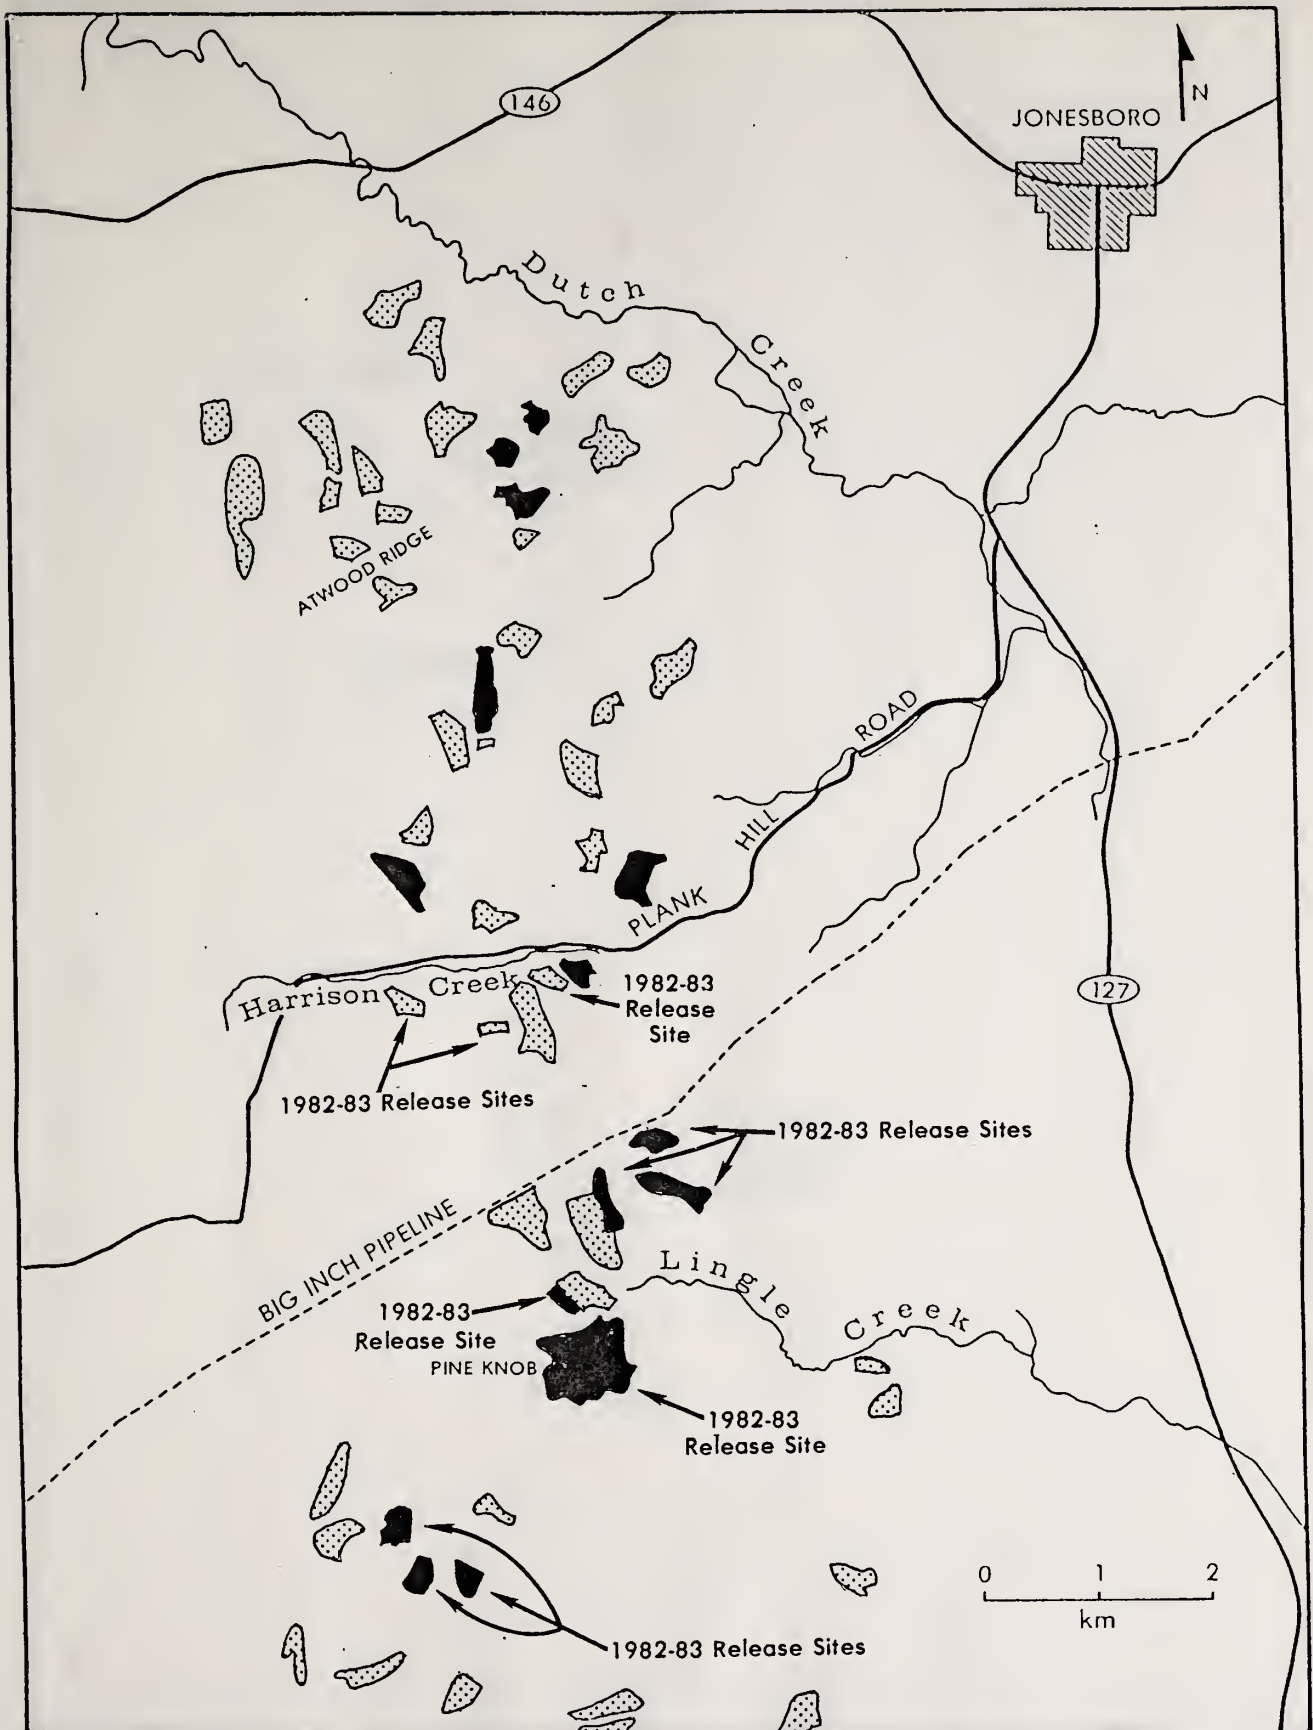 146
N
JONESBORO
Dutch
Creek
ATWOOD RIDGE
PLANK HILL ROAD
Harrison Creek
1982-83
Release
Site
127
1982-83 Release Sites
1982-83 Release Sites
BIG INCH PIPELINE
Lingle Creek
1982-83
Release Site
PINE KNOB
1982-83
Release Site
0 1 2
km
1982-83 Release Sites